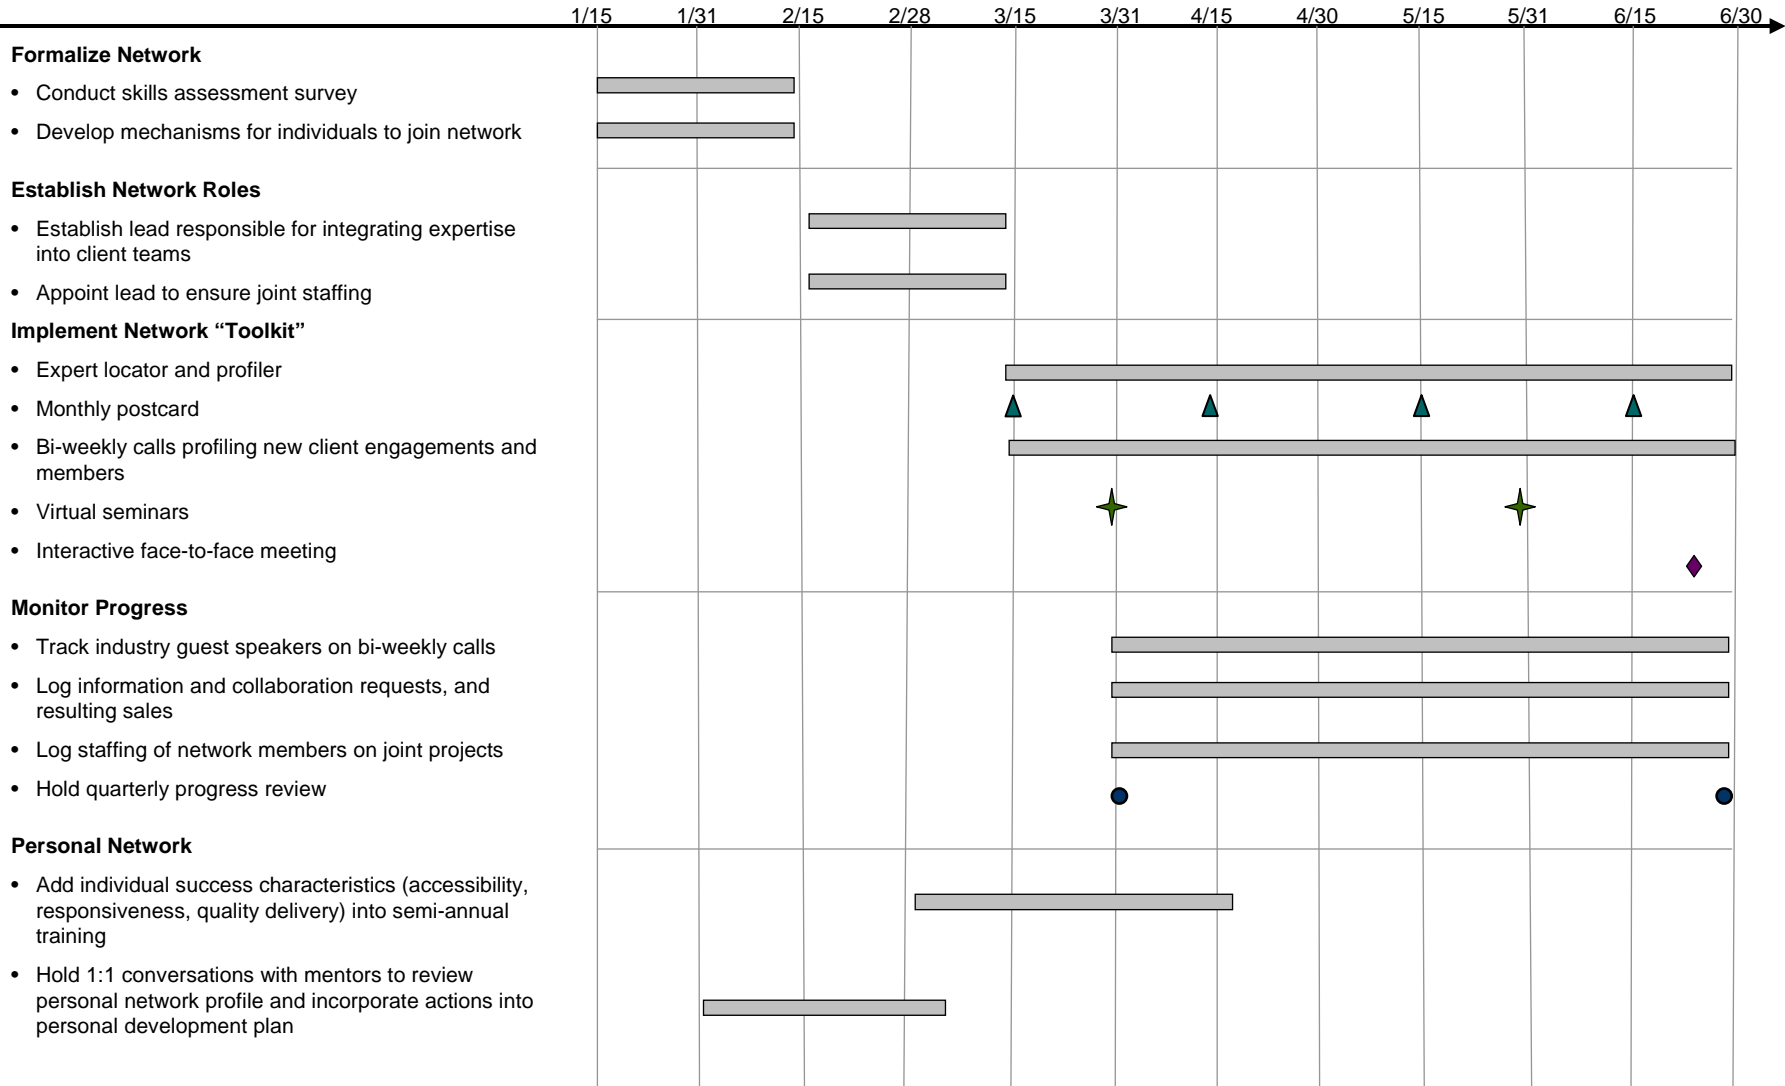 1/15 1/31 2/15 2/28 3/15 3/31 4/15 4/30 5/15 5/31 6/15 6/30
Formalize Network
• Conduct skills assessment survey
• Develop mechanisms for individuals to join network
Establish Network Roles
• Establish lead responsible for integrating expertise
into client teams
• Appoint lead to ensure joint staffing
Implement Network “Toolkit”
• Expert locator and profiler
• Monthly postcard
• Bi-weekly calls profiling new client engagements and
members
• Virtual seminars
• Interactive face-to-face meeting
Monitor Progress
• Track industry guest speakers on bi-weekly calls
• Log information and collaboration requests, and
resulting sales
• Log staffing of network members on joint projects
• Hold quarterly progress review
Personal Network
• Add individual success characteristics (accessibility,
responsiveness, quality delivery) into semi-annual
training
• Hold 1:1 conversations with mentors to review
personal network profile and incorporate actions into
personal development plan